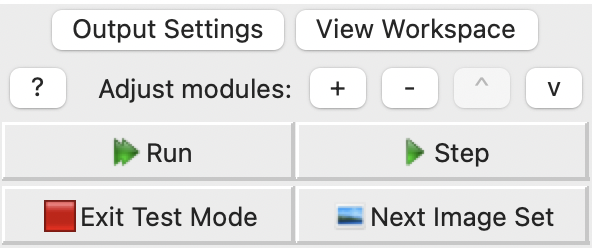 Output Settings View Workspace
? Adjust modules: + - ^ v
Run Step
Exit Test Mode Next Image Set